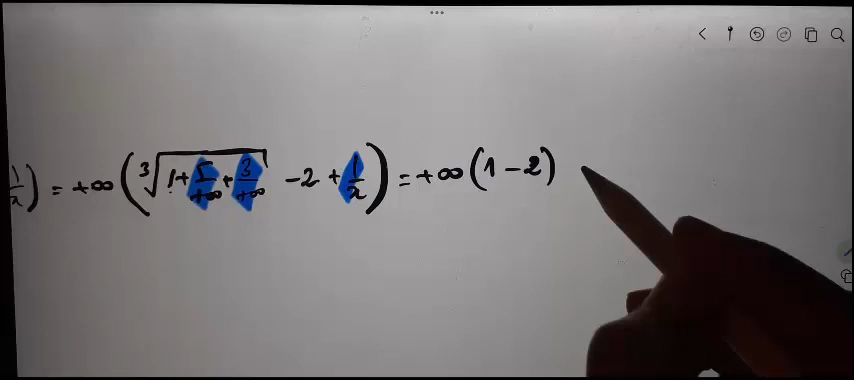 1/x) = +∞(∛(1 + 5/+∞ + 3/+∞) - 2 + 1/x) = +∞(1 - 2)